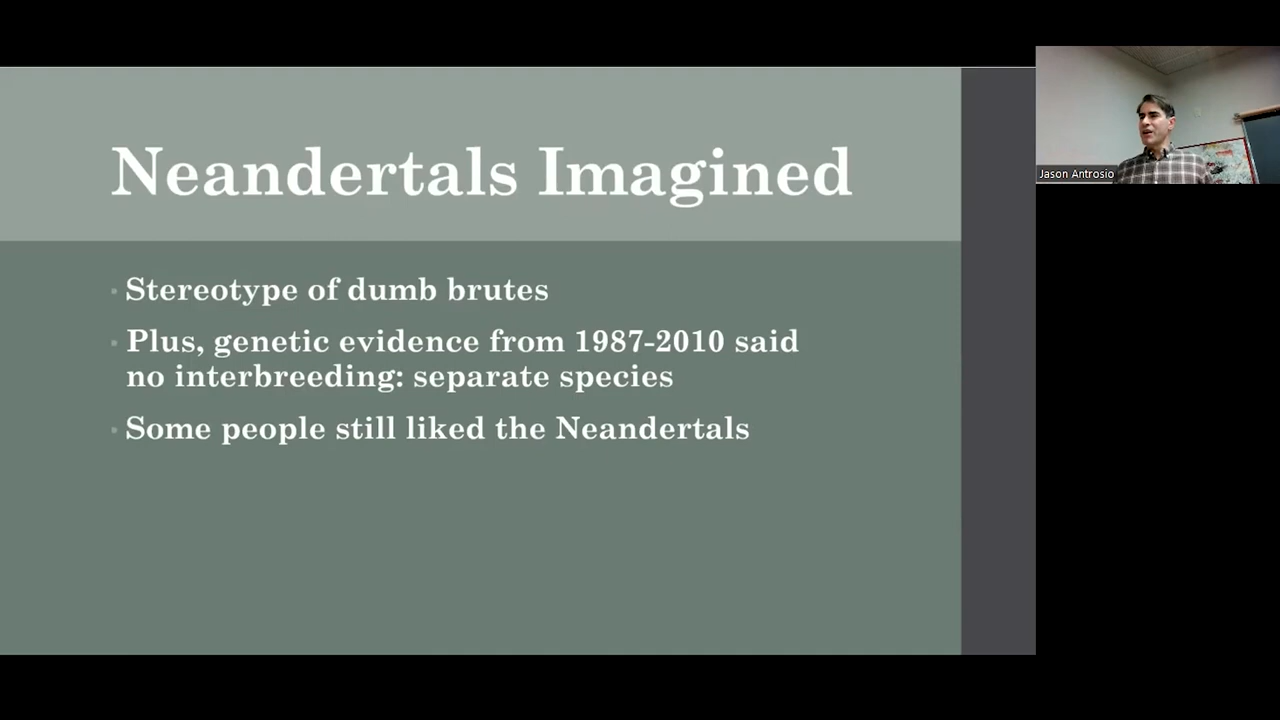 Neandertals Imagined
Stereotype of dumb brutes
Plus, genetic evidence from 1987-2010 said
no interbreeding: separate species
Some people still liked the Neandertals
Jason Antrosio